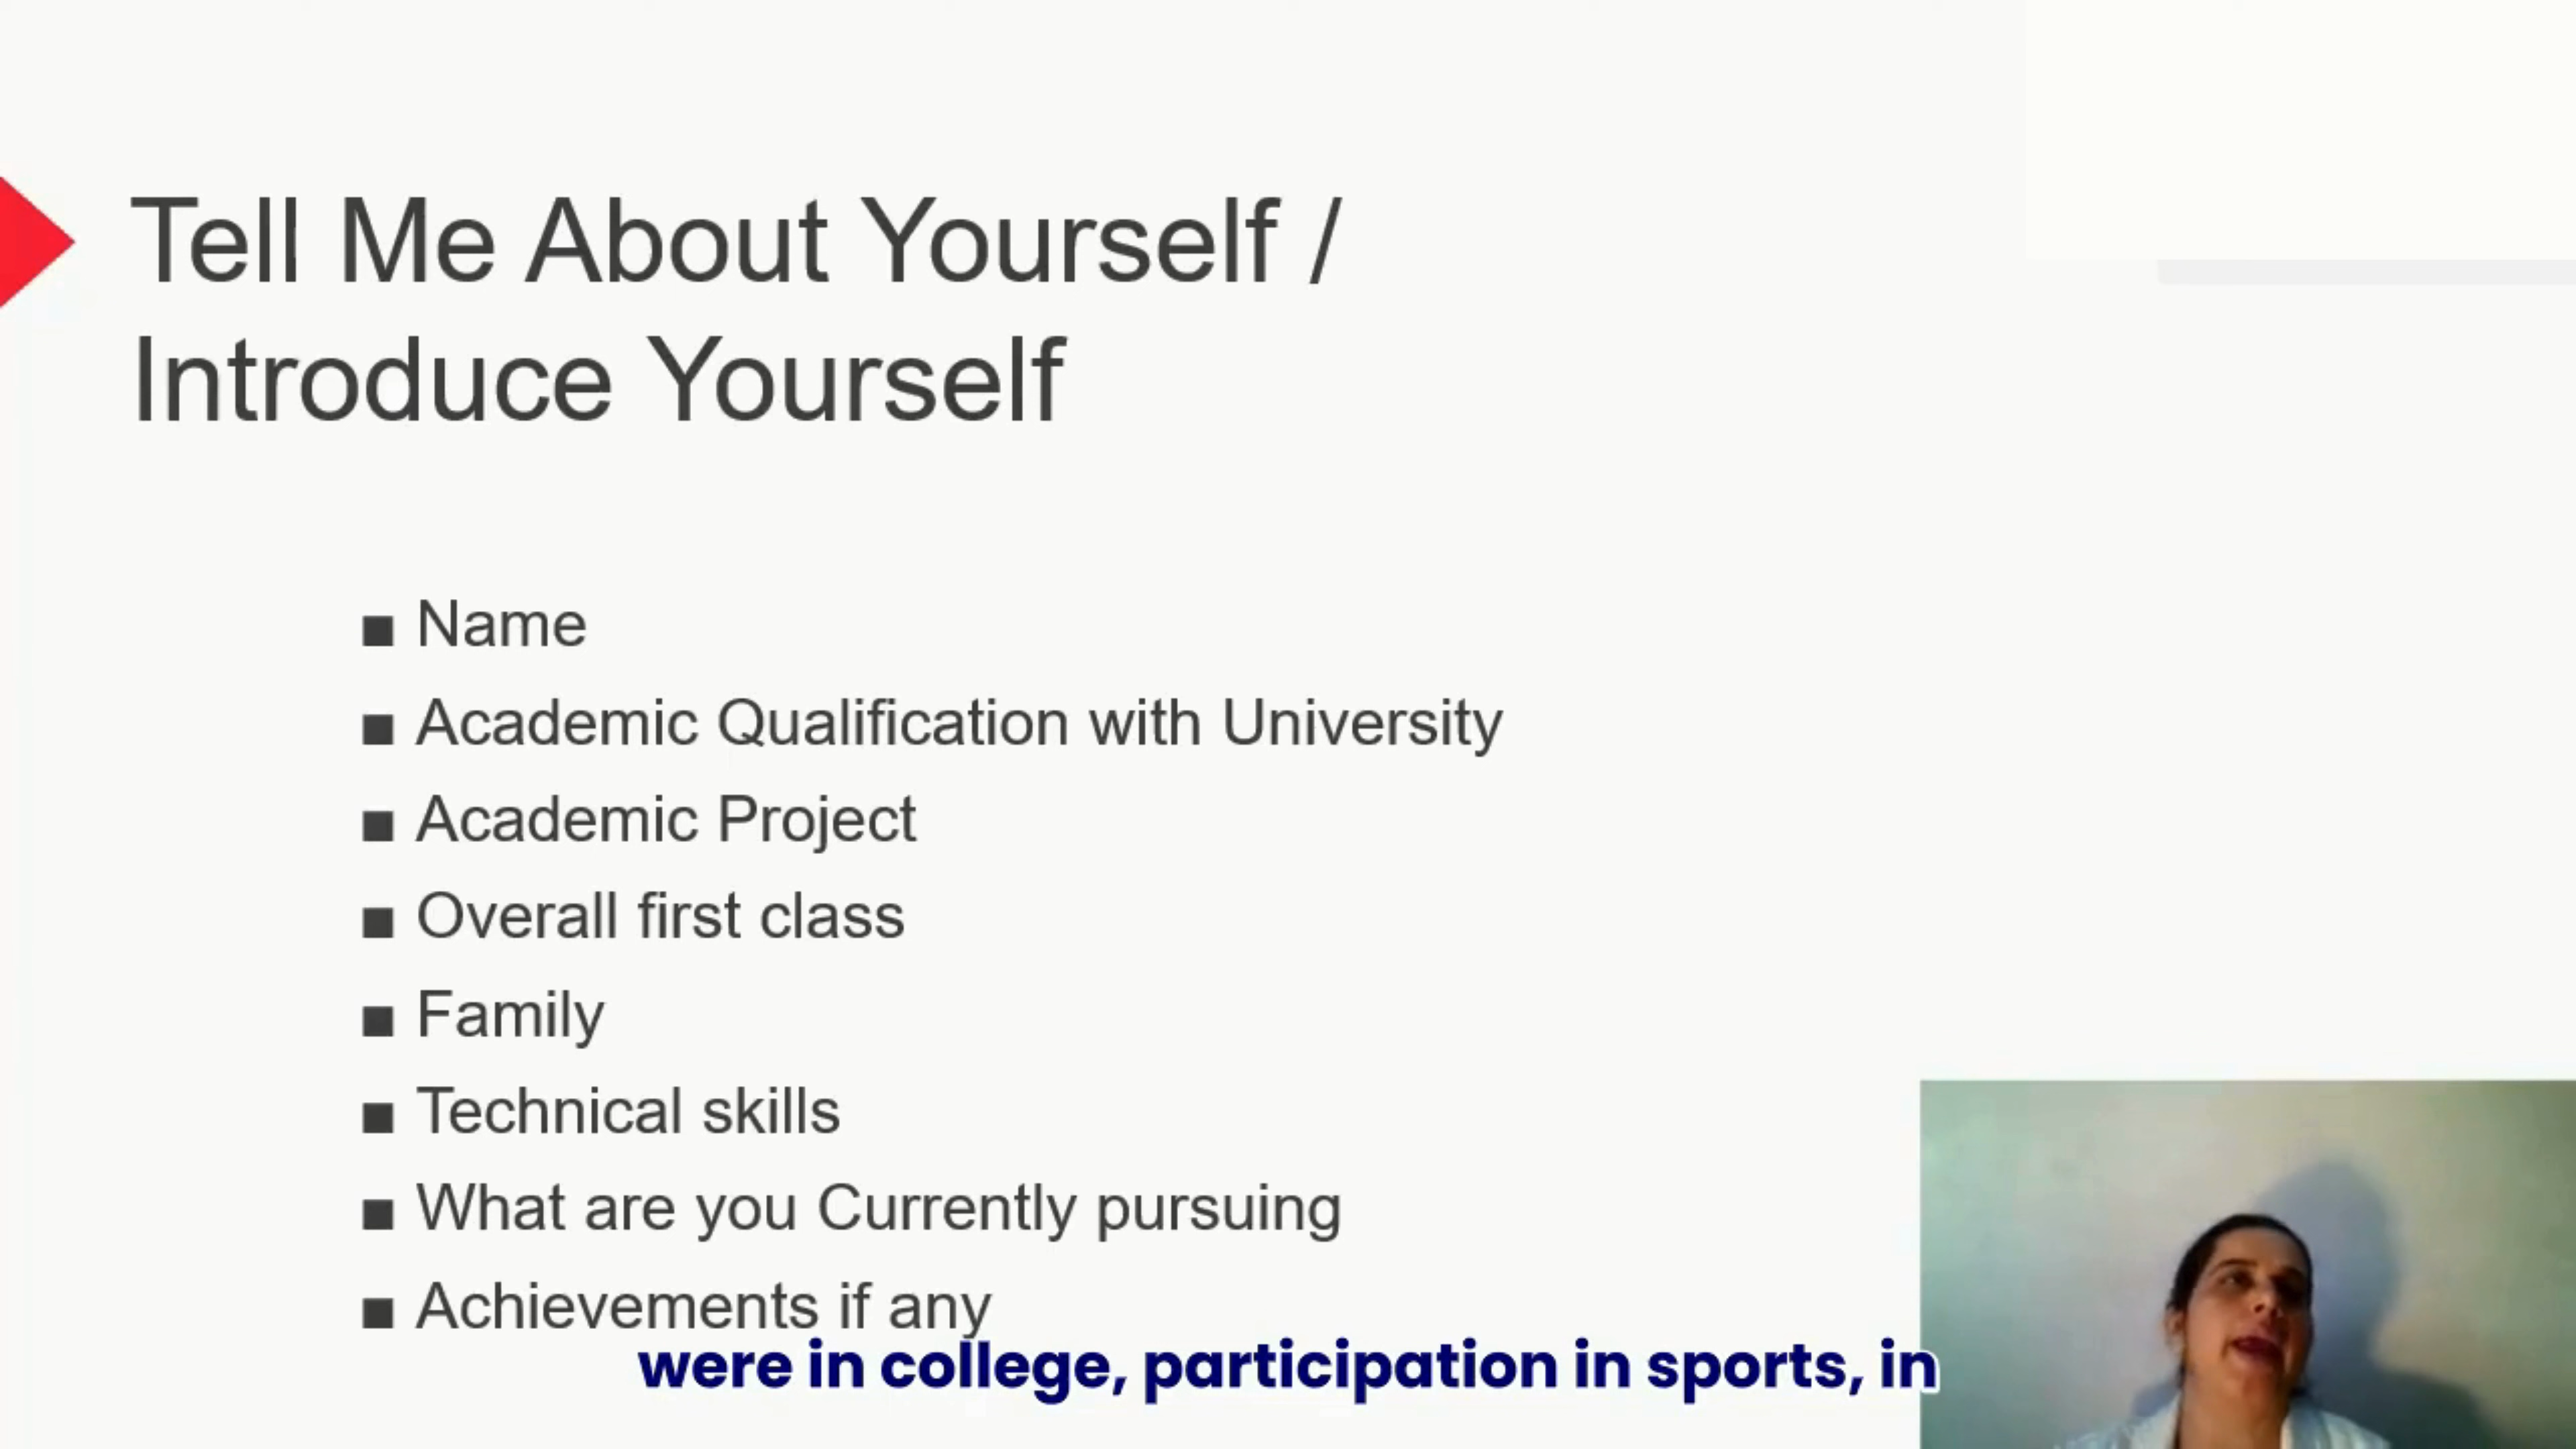 Tell Me About Yourself /
Introduce Yourself
■ Name
■ Academic Qualification with University
■ Academic Project
■ Overall first class
■ Family
■ Technical skills
■ What are you Currently pursuing
■ Achievements if any
were in college, participation in sports, in